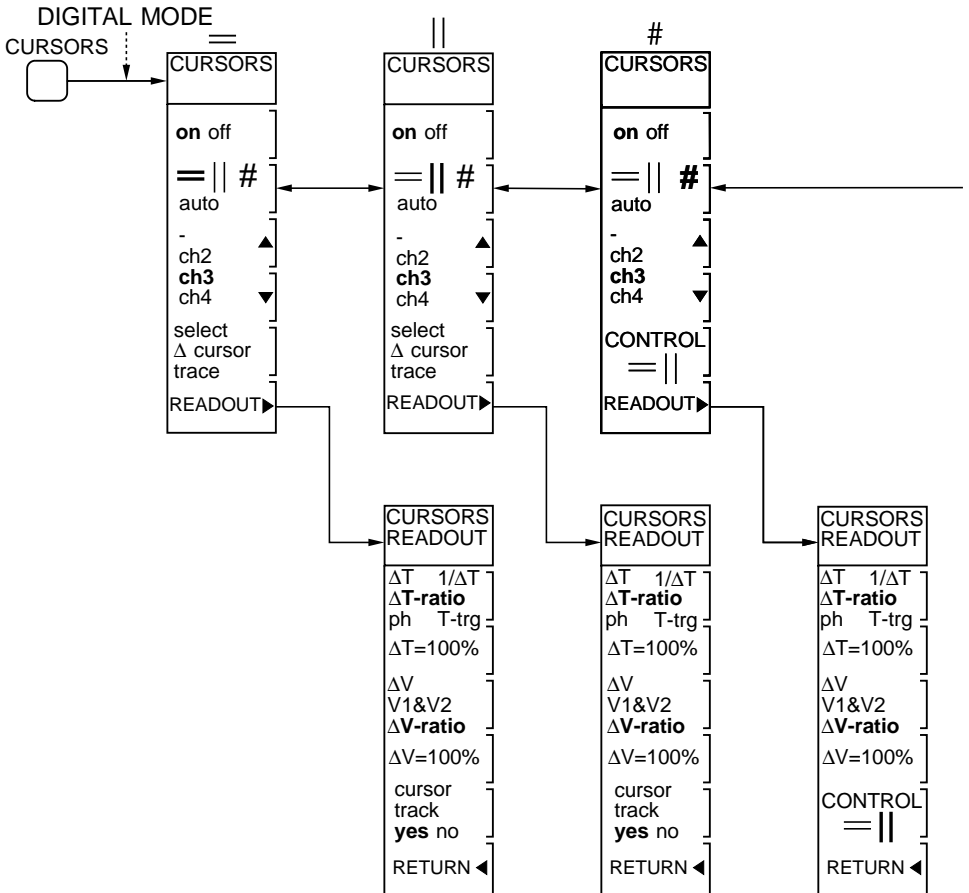 DIGITAL MODE
CURSORS
=
CURSORS
on off
= || #
auto
-
ch2
ch3
ch4
select
Δ cursor
trace
READOUT
||
CURSORS
on off
= || #
auto
-
ch2
ch3
ch4
select
Δ cursor
trace
READOUT
#
CURSORS
on off
= || #
auto
-
ch2
ch3
ch4
CONTROL
= ||
READOUT
CURSORS
READOUT
ΔT 1/ΔT
ΔT-ratio
ph T-trg
ΔT=100%
ΔV
V1&V2
ΔV-ratio
ΔV=100%
cursor
track
yes no
RETURN
CURSORS
READOUT
ΔT 1/ΔT
ΔT-ratio
ph T-trg
ΔT=100%
ΔV
V1&V2
ΔV-ratio
ΔV=100%
cursor
track
yes no
RETURN
CURSORS
READOUT
ΔT 1/ΔT
ΔT-ratio
ph T-trg
ΔT=100%
ΔV
V1&V2
ΔV-ratio
ΔV=100%
CONTROL
= ||
RETURN